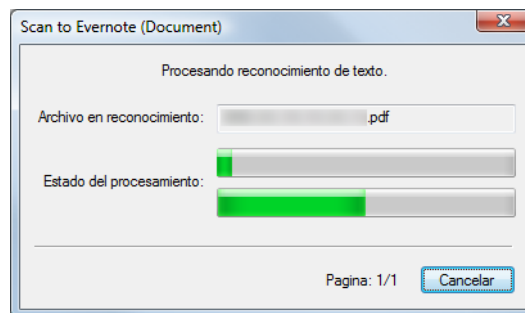 Scan to Evernote (Document)
Procesando reconocimiento de texto.
Archivo en reconocimiento: .pdf
Estado del procesamiento:
Pagina: 1/1 Cancelar